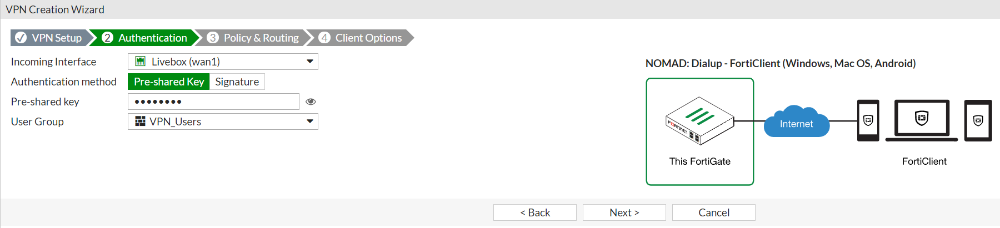 VPN Creation Wizard
VPN Setup 2 Authentication 3 Policy & Routing 4 Client Options
Incoming Interface Livebox (wan1)
Authentication method Pre-shared Key Signature
Pre-shared key ••••••••
User Group VPN_Users
NOMAD: Dialup - FortiClient (Windows, Mac OS, Android)
FORTINET
Internet
This FortiGate
FortiClient
< Back Next > Cancel